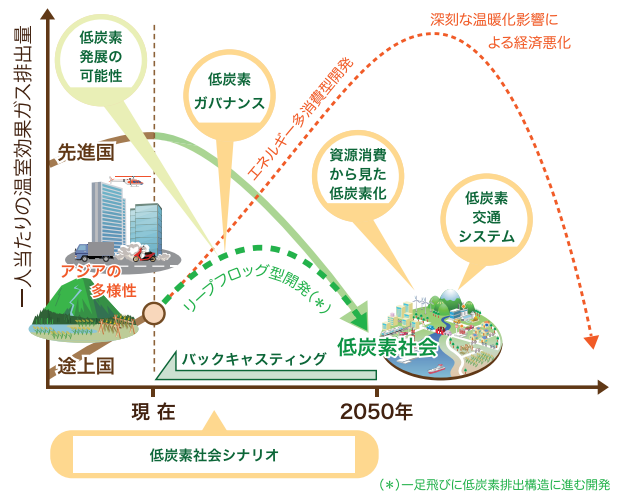 深刻な温暖化影響に
よる経済悪化
低炭素
発展の
可能性
低炭素
ガバナンス
エネルギー多消費型開発
一人当たりの温室効果ガス排出量
先進国
資源消費
から見た
低炭素化
低炭素
交通
システム
アジアの
多様性
リープフロッグ型開発(*)
低炭素社会
途上国
バックキャスティング
現在
2050年
低炭素社会シナリオ
(*)一足飛びに低炭素排出構造に進む開発